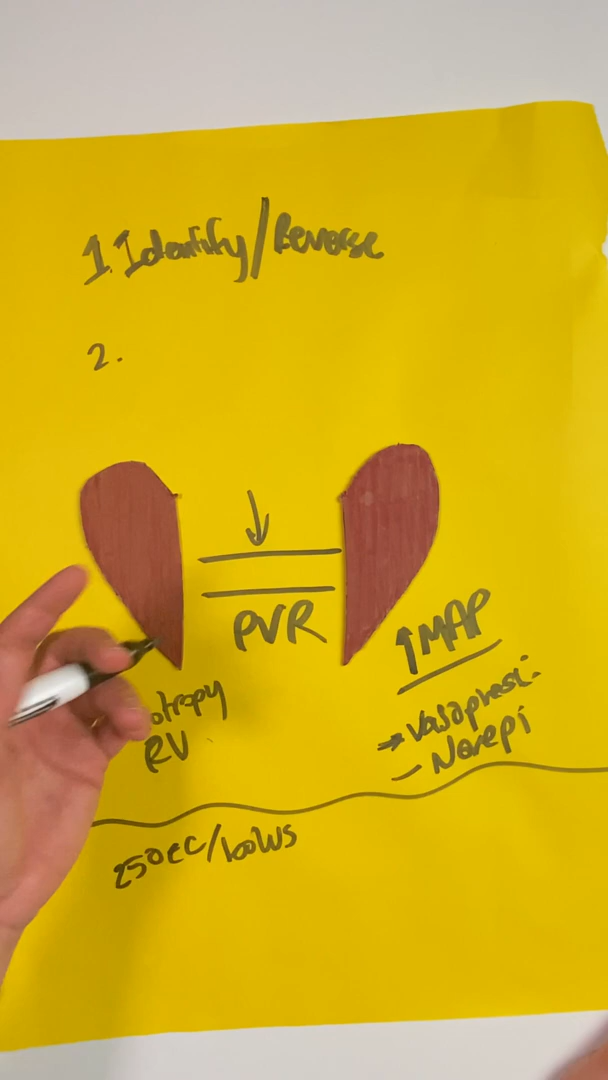 1. Identify/Reverse
2.
↓
PVR
↑MAP
→ Vasopressi
- Norepi
otropy
RV
250cc/bolus